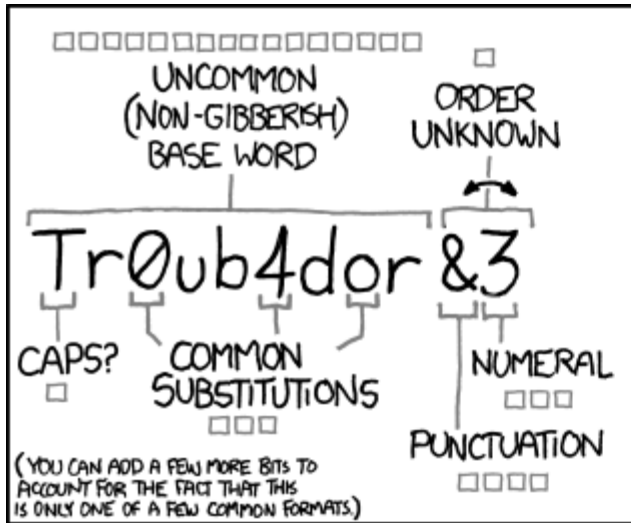 UNCOMMON
(NON-GIBBERISH)
BASE WORD
ORDER
UNKNOWN
Tr0ub4dor &3
CAPS?
COMMON
SUBSTITUTIONS
NUMERAL
PUNCTUATION
(YOU CAN ADD A FEW MORE BITS TO
ACCOUNT FOR THE FACT THAT THIS
IS ONLY ONE OF A FEW COMMON FORMATS.)